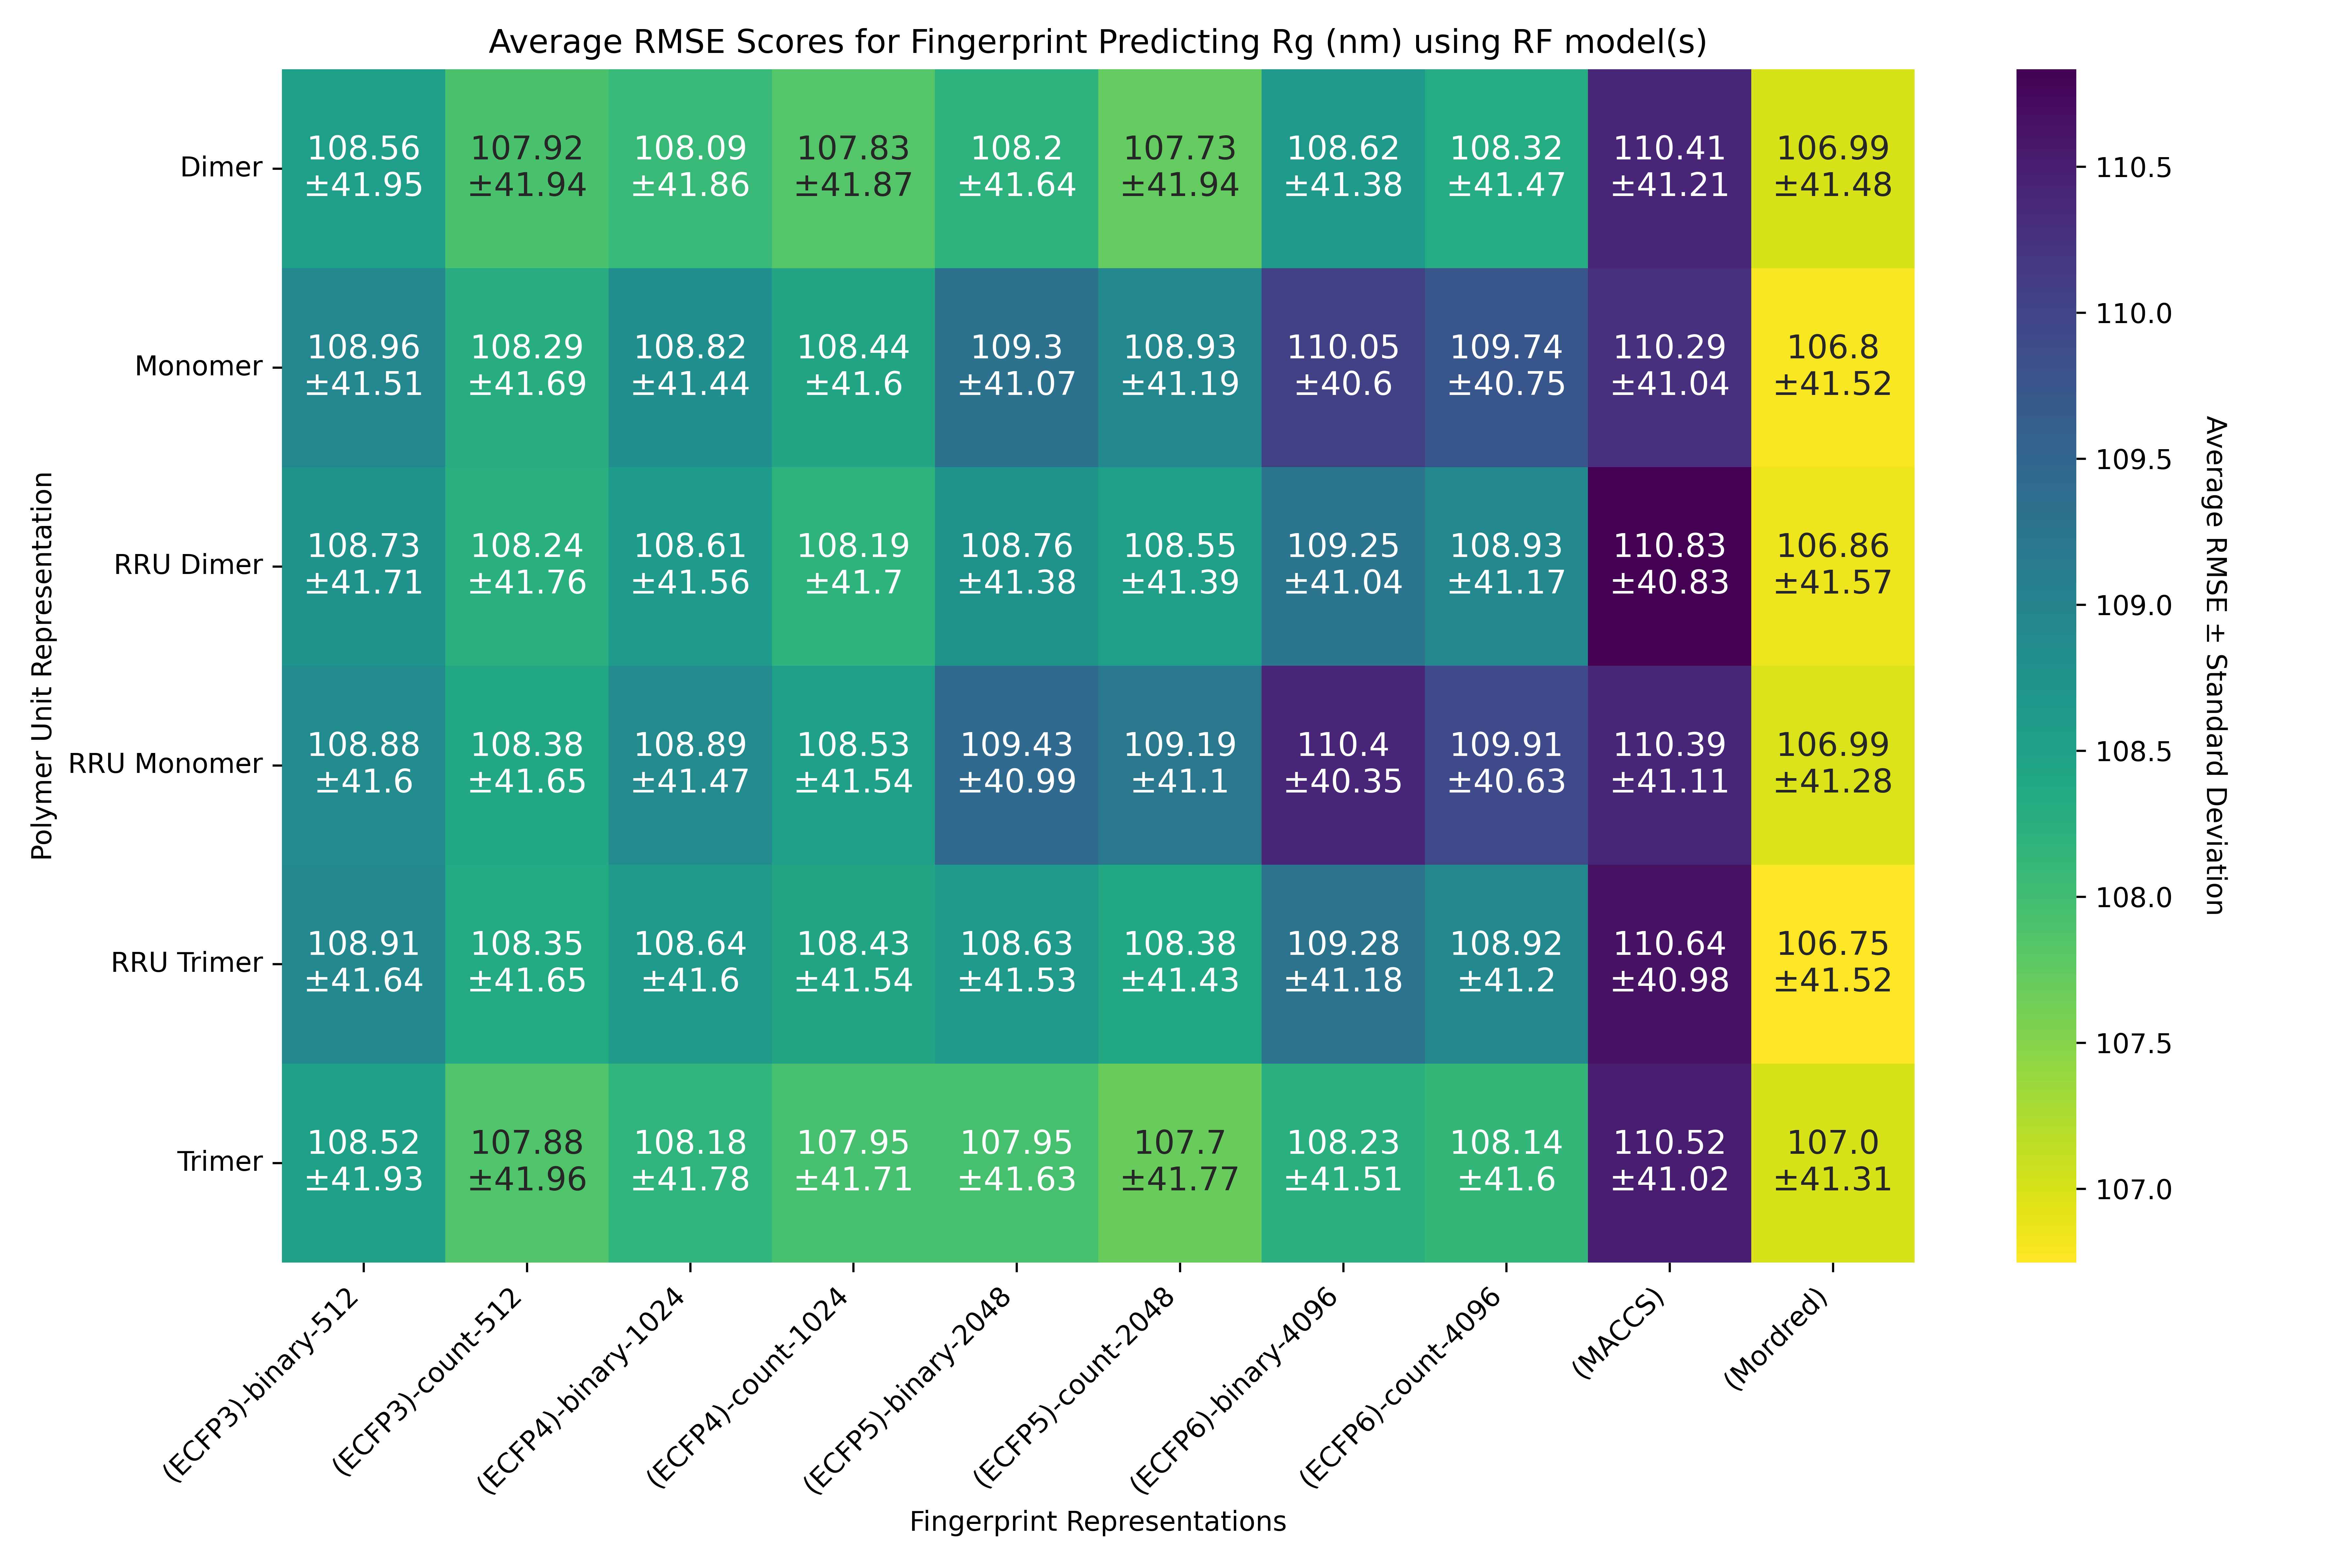 Average RMSE Scores for Fingerprint Predicting Rg (nm) using RF model(s)
Polymer Unit Representation
Dimer
108.56 107.92 108.09 107.83 108.2 107.73 108.62 108.32 110.41 106.99
±41.95 ±41.94 ±41.86 ±41.87 ±41.64 ±41.94 ±41.38 ±41.47 ±41.21 ±41.48
Monomer
108.96 108.29 108.82 108.44 109.3 108.93 110.05 109.74 110.29 106.8
±41.51 ±41.69 ±41.44 ±41.6 ±41.07 ±41.19 ±40.6 ±40.75 ±41.04 ±41.52
RRU Dimer
108.73 108.24 108.61 108.19 108.76 108.55 109.25 108.93 110.83 106.86
±41.71 ±41.76 ±41.56 ±41.7 ±41.38 ±41.39 ±41.04 ±41.17 ±40.83 ±41.57
RRU Monomer
108.88 108.38 108.89 108.53 109.43 109.19 110.4 109.91 110.39 106.99
±41.6 ±41.65 ±41.47 ±41.54 ±40.99 ±41.1 ±40.35 ±40.63 ±41.11 ±41.28
RRU Trimer
108.91 108.35 108.64 108.43 108.63 108.38 109.28 108.92 110.64 106.75
±41.64 ±41.65 ±41.6 ±41.54 ±41.53 ±41.43 ±41.18 ±41.2 ±40.98 ±41.52
Trimer
108.52 107.88 108.18 107.95 107.95 107.7 108.23 108.14 110.52 107.0
±41.93 ±41.96 ±41.78 ±41.71 ±41.63 ±41.77 ±41.51 ±41.6 ±41.02 ±41.31
(ECFP3)-binary-512
(ECFP3)-count-512
(ECFP4)-binary-1024
(ECFP4)-count-1024
(ECFP5)-binary-2048
(ECFP5)-count-2048
(ECFP6)-binary-4096
(ECFP6)-count-4096
(MACCS)
(Mordred)
Fingerprint Representations
110.5
110.0
109.5
109.0
108.5
108.0
107.5
107.0
Average RMSE ± Standard Deviation